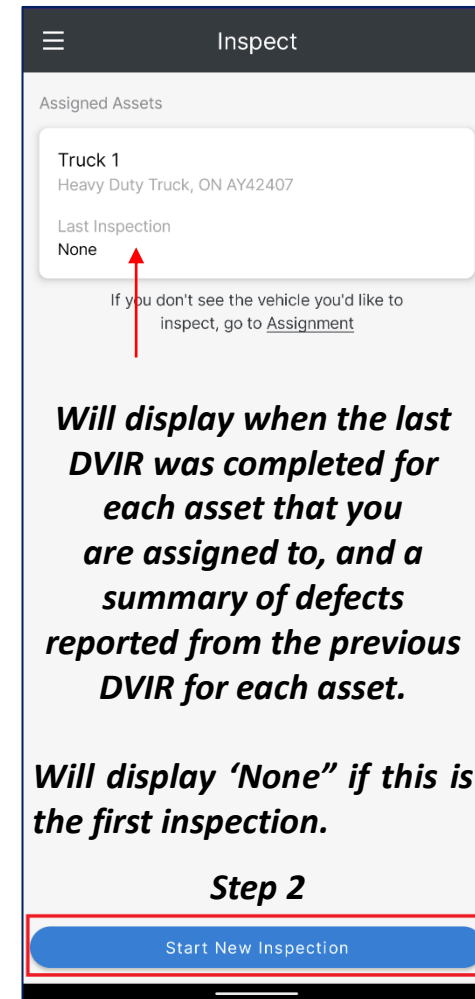 Inspect
Assigned Assets
Truck 1
Heavy Duty Truck, ON AY42407
Last Inspection
None
If you don't see the vehicle you'd like to
inspect, go to Assignment
Will display when the last
DVIR was completed for
each asset that you
are assigned to, and a
summary of defects
reported from the previous
DVIR for each asset.
Will display ‘None” if this is
the first inspection.
Step 2
Start New Inspection